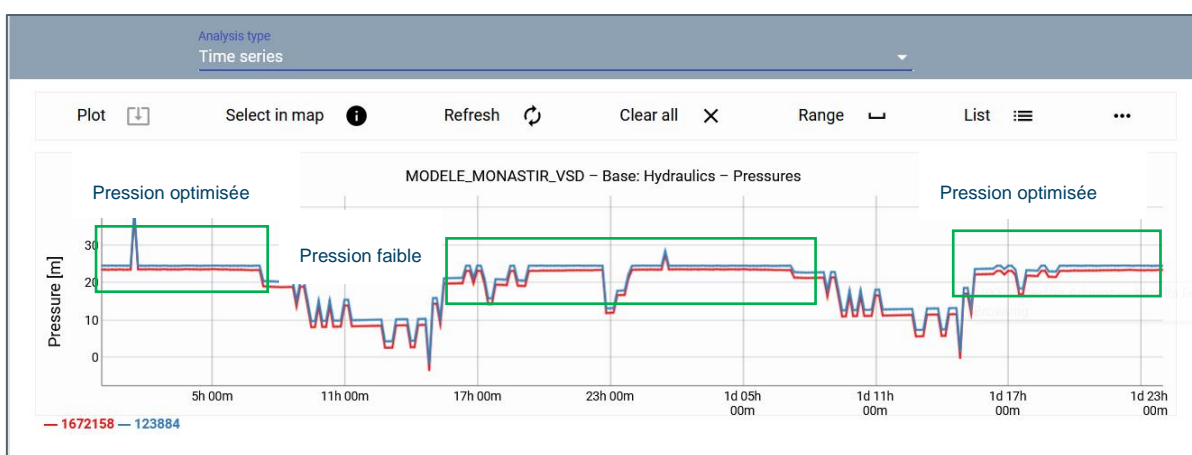 Analysis type
Time series
Plot Select in map Refresh Clear all Range List
MODELE_MONASTIR_VSD – Base: Hydraulics – Pressures
Pression optimisée Pression optimisée
Pression faible
Pressure [m]
30
20
10
0
5h 00m 11h 00m 17h 00m 23h 00m 1d 05h 00m 1d 11h 00m 1d 17h 00m 1d 23h 00m
— 1672158 — 123884